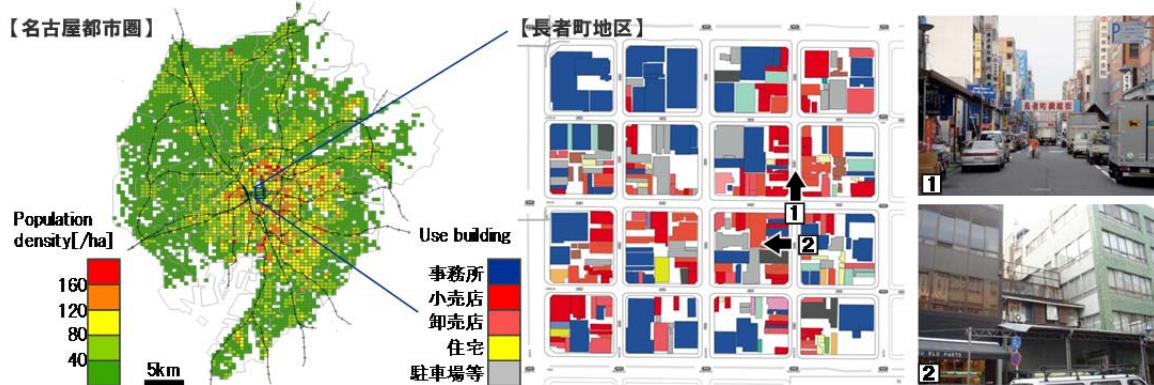 【名古屋都市圏】
Population
density[/ha]
160
120
80
40
5km
【長者町地区】
Use building
事務所
小売店
卸売店
住宅
駐車場等
1
2
長者町繊維街
1
2